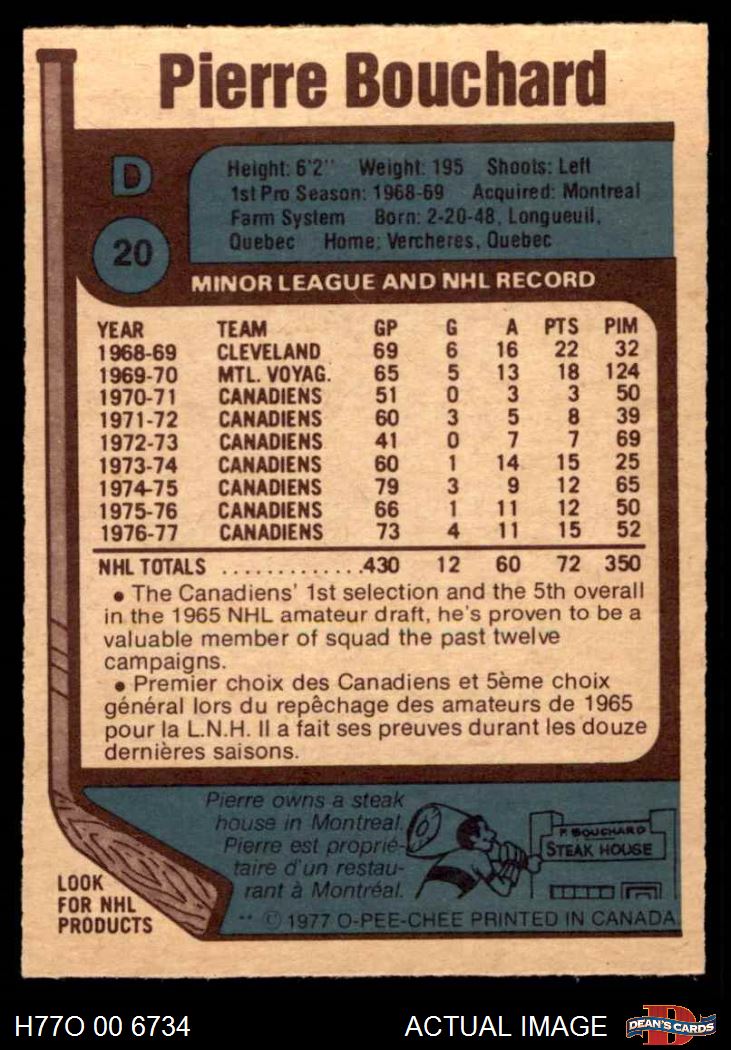 Pierre Bouchard
D
20
Height: 6'2" Weight: 195 Shoots: Left
1st Pro Season: 1968-69 Acquired: Montreal
Farm System Born: 2-20-48, Longueuil,
Quebec Home: Vercheres, Quebec
MINOR LEAGUE AND NHL RECORD
YEAR TEAM GP G A PTS PIM
1968-69 CLEVELAND 69 6 16 22 32
1969-70 MTL. VOYAG. 65 5 13 18 124
1970-71 CANADIENS 51 0 3 3 50
1971-72 CANADIENS 60 3 5 8 39
1972-73 CANADIENS 41 0 7 7 69
1973-74 CANADIENS 60 1 14 15 25
1974-75 CANADIENS 79 3 9 12 65
1975-76 CANADIENS 66 1 11 12 50
1976-77 CANADIENS 73 4 11 15 52
NHL TOTALS .............430 12 60 72 350
• The Canadiens' 1st selection and the 5th overall
in the 1965 NHL amateur draft, he's proven to be a
valuable member of squad the past twelve
campaigns.
• Premier choix des Canadiens et 5ème choix
général lors du repêchage des amateurs de 1965
pour la L.N.H. Il a fait ses preuves durant les douze
dernières saisons.
Pierre owns a steak
house in Montreal.
Pierre est proprié-
taire d'un restau-
rant à Montréal.
P. BOUCHARD
STEAK HOUSE
LOOK
FOR NHL
PRODUCTS
** © 1977 O-PEE-CHEE PRINTED IN CANADA
H77O 00 6734
ACTUAL IMAGE
D
DEAN'S CARDS